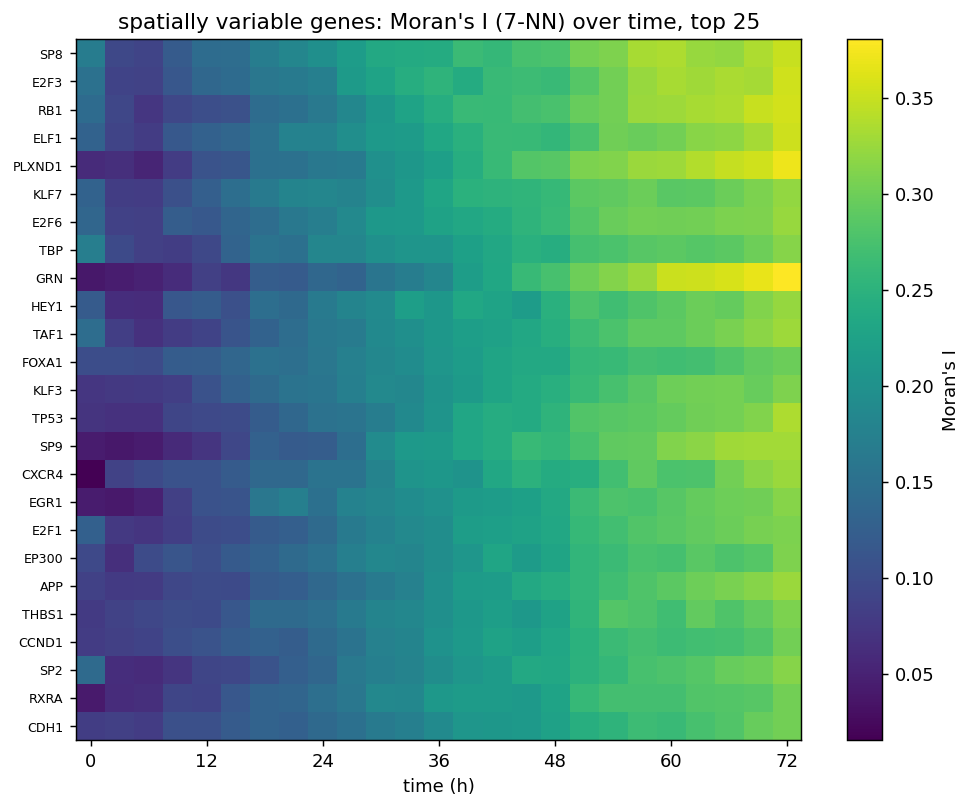 spatially variable genes: Moran's I (7-NN) over time, top 25
SP8
E2F3
RB1
ELF1
PLXND1
KLF7
E2F6
TBP
GRN
HEY1
TAF1
FOXA1
KLF3
TP53
SP9
CXCR4
EGR1
E2F1
EP300
APP
THBS1
CCND1
SP2
RXRA
CDH1
0 12 24 36 48 60 72
time (h)
0.35
0.30
0.25
0.20
0.15
0.10
0.05
Moran's I